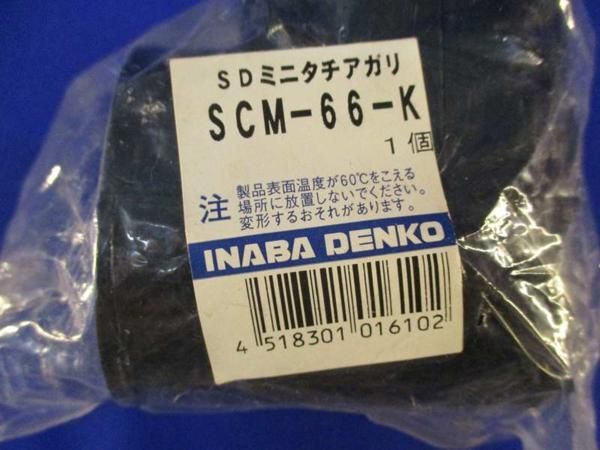 SDミニタチアガリ
SCM-66-K
1個
注 製品表面温度が60℃をこえる
場所に放置しないでください。
変形するおそれがあります。
INABA DENKO
4 518301 016102